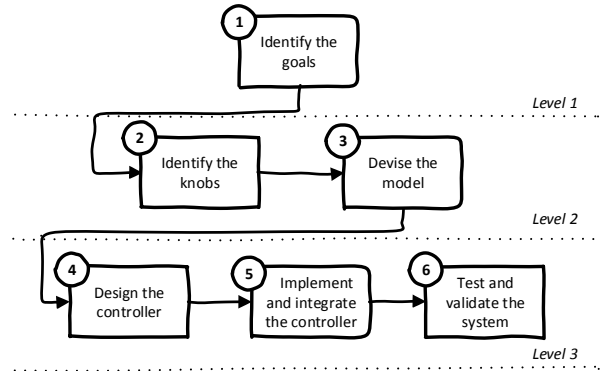 1
Identify the
goals
Level 1
2
Identify the
knobs
3
Devise the
model
Level 2
4
Design the
controller
5
Implement
and integrate
the controller
6
Test and
validate the
system
Level 3